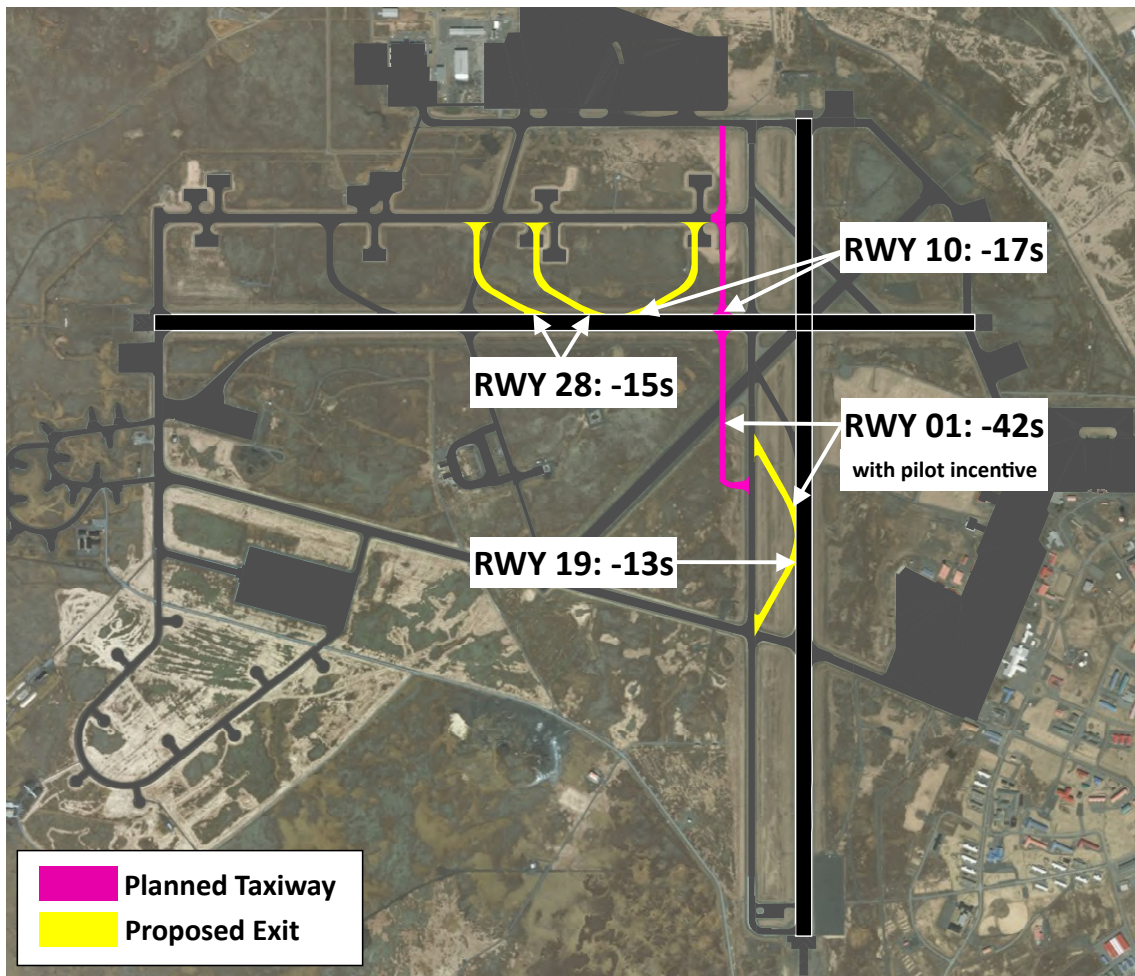 RWY 10: -17s
RWY 28: -15s
RWY 01: -42s
with pilot incentive
RWY 19: -13s
Planned Taxiway
Proposed Exit